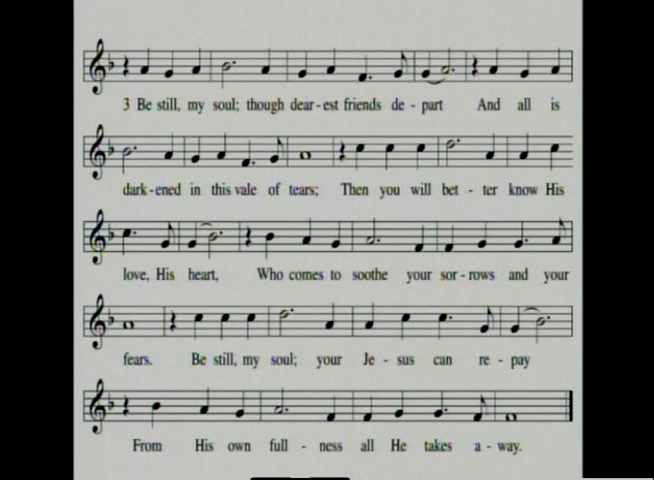 3 Be still, my soul; though dear - est friends de - part And all is
dark - ened in this vale of tears; Then you will bet - ter know His
love, His heart, Who comes to soothe your sor - rows and your
fears. Be still, my soul; your Je - sus can re - pay
From His own full - ness all He takes a - way.